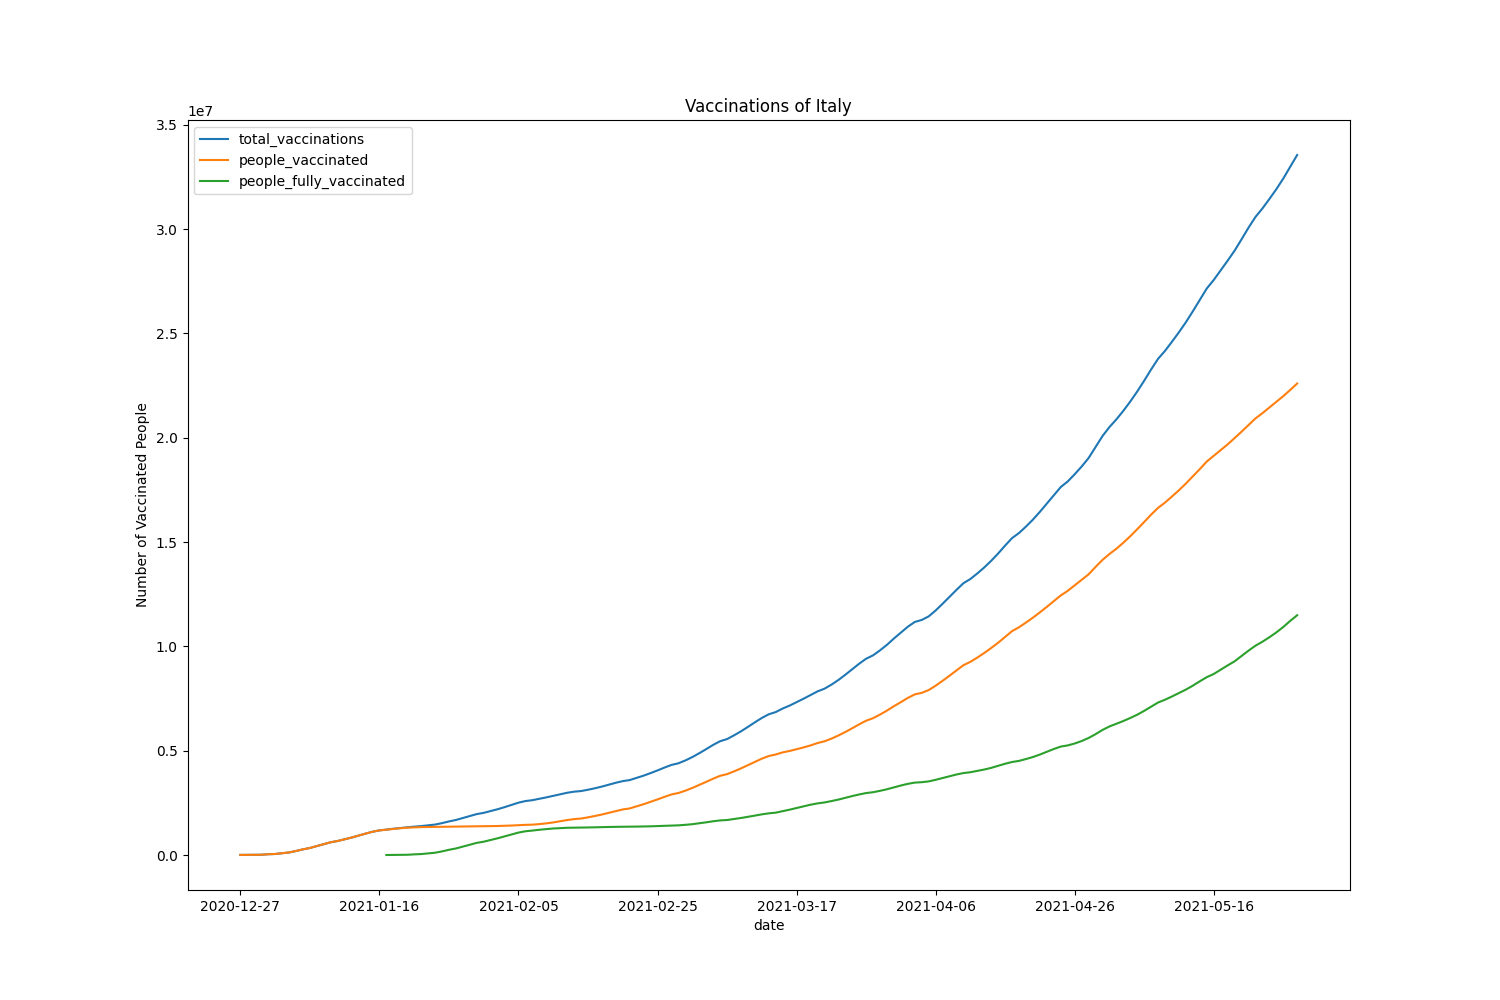 Vaccinations of Italy
1e7
3.5
3.0
2.5
2.0
1.5
1.0
0.5
0.0
Number of Vaccinated People
total_vaccinations
people_vaccinated
people_fully_vaccinated
2020-12-27 2021-01-16 2021-02-05 2021-02-25 2021-03-17 2021-04-06 2021-04-26 2021-05-16
date